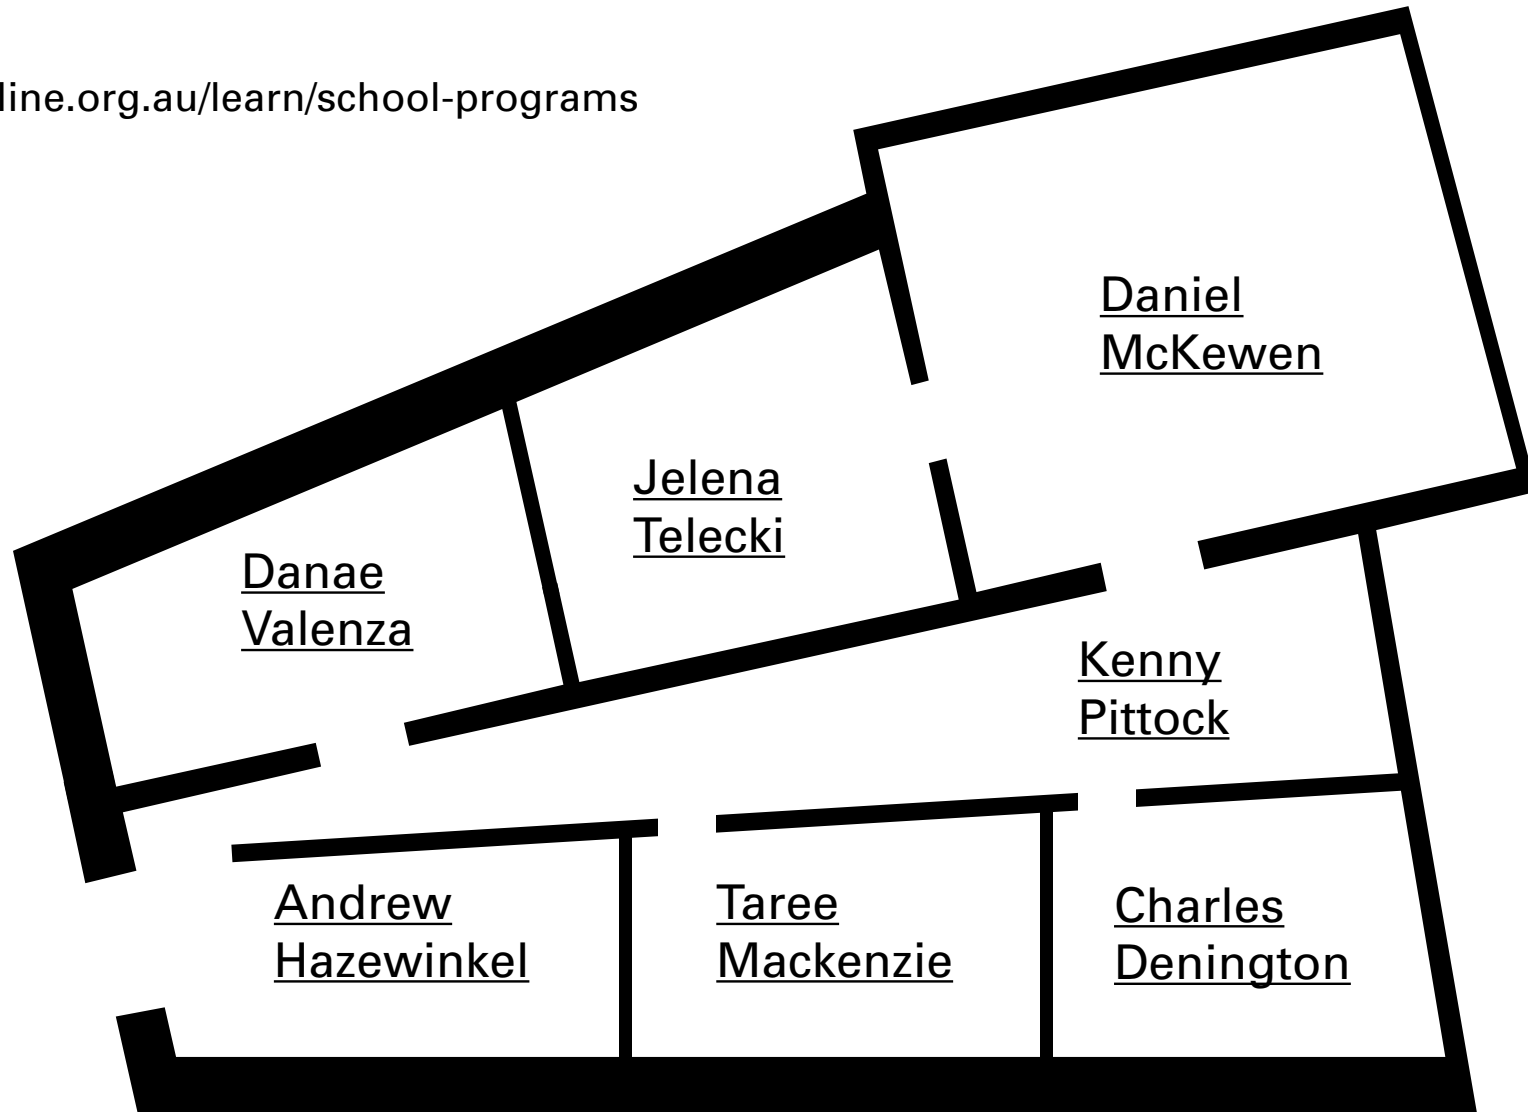 line.org.au/learn/school-programs
Daniel
McKewen
Jelena
Telecki
Danae
Valenza
Kenny
Pittock
Andrew
Hazewinkel
Taree
Mackenzie
Charles
Denington